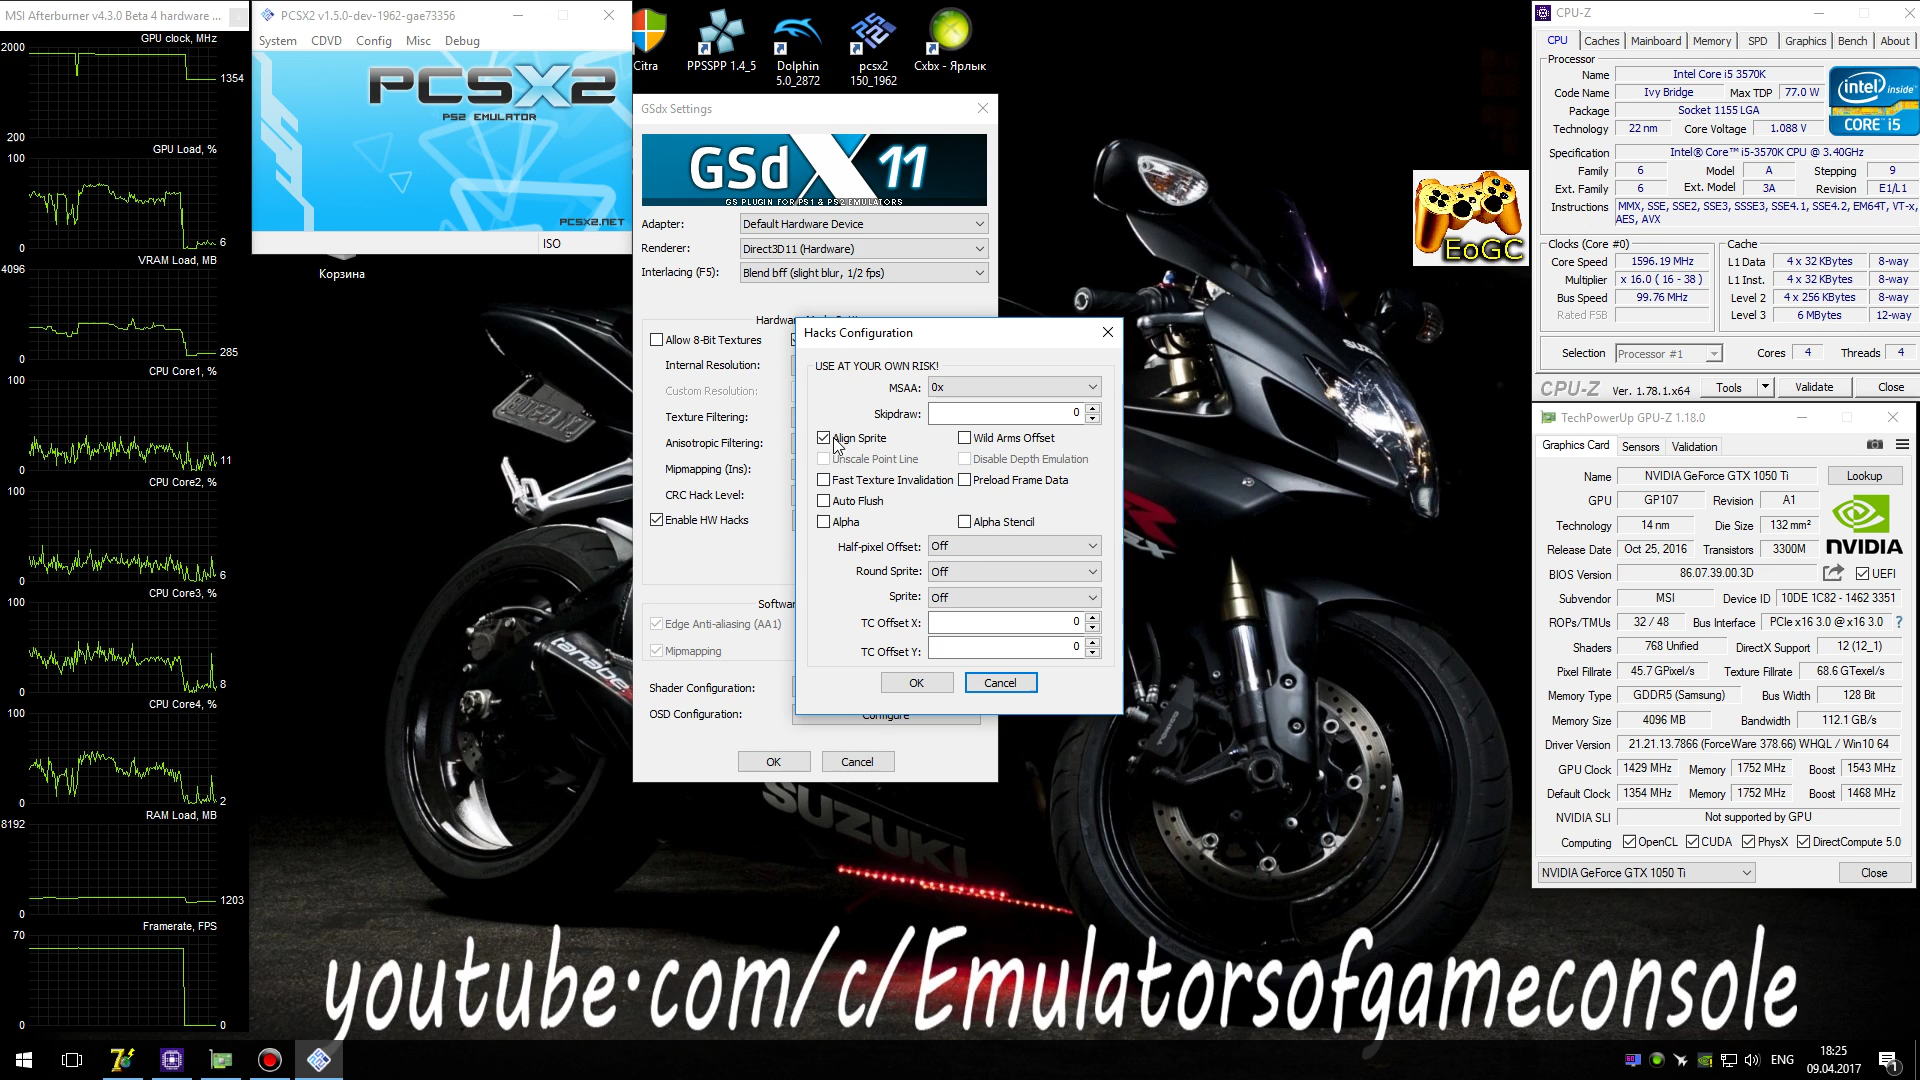 MSI Afterburner v4.3.0 Beta 4 hardware ...
GPU clock, MHz
2000
1354
200
GPU Load, %
100
6
0
VRAM Load, MB
4096
285
0
CPU Core1, %
100
11
0
CPU Core2, %
100
6
0
CPU Core3, %
100
8
0
CPU Core4, %
100
2
0
RAM Load, MB
8192
1203
0
Framerate, FPS
70
0
0
PCSX2 v1.5.0-dev-1962-gae73356
System CDVD Config Misc Debug
PCSX2
PS2 EMULATOR
PCSX2.NET
ISO
Корзина
Citra
PPSSPP 1.4_5
Dolphin 5.0_2872
pcsx2 150_1962
Cxbx - Ярлык
GSdx Settings
GSdX 11
GS PLUGIN FOR PS1 & PS2 EMULATORS
Adapter: Default Hardware Device
Renderer: Direct3D11 (Hardware)
Interlacing (F5): Blend bff (slight blur, 1/2 fps)
Hardw
Allow 8-Bit Textures
Internal Resolution:
Custom Resolution:
Texture Filtering:
Anisotropic Filtering:
Mipmapping (Ins):
CRC Hack Level:
Enable HW Hacks
Softwa
Edge Anti-aliasing (AA1)
Mipmapping
Shader Configuration:
OSD Configuration: Configure
OK Cancel
Hacks Configuration
USE AT YOUR OWN RISK!
MSAA: 0x
Skipdraw: 0
Align Sprite Wild Arms Offset
Unscale Point Line Disable Depth Emulation
Fast Texture Invalidation Preload Frame Data
Auto Flush
Alpha Alpha Stencil
Half-pixel Offset: Off
Round Sprite: Off
Sprite: Off
TC Offset X: 0
TC Offset Y: 0
OK Cancel
EoGC
SUZUKI
youtube.com/c/Emulatorsofgameconsole
CPU-Z
CPU Caches Mainboard Memory SPD Graphics Bench About
Processor
Name Intel Core i5 3570K
Code Name Ivy Bridge Max TDP 77.0 W
Package Socket 1155 LGA
Technology 22 nm Core Voltage 1.088 V
intel inside
CORE i5
Specification Intel® Core™ i5-3570K CPU @ 3.40GHz
Family 6 Model A Stepping 9
Ext. Family 6 Ext. Model 3A Revision E1/L1
Instructions MMX, SSE, SSE2, SSE3, SSSE3, SSE4.1, SSE4.2, EM64T, VT-x,
AES, AVX
Clocks (Core #0)
Core Speed 1596.19 MHz
Multiplier x 16.0 ( 16 - 38 )
Bus Speed 99.76 MHz
Rated FSB
Cache
L1 Data 4 x 32 KBytes 8-way
L1 Inst. 4 x 32 KBytes 8-way
Level 2 4 x 256 KBytes 8-way
Level 3 6 MBytes 12-way
Selection Processor #1 Cores 4 Threads 4
CPU-Z Ver. 1.78.1.x64 Tools Validate Close
TechPowerUp GPU-Z 1.18.0
Graphics Card Sensors Validation
Name NVIDIA GeForce GTX 1050 Ti Lookup
GPU GP107 Revision A1
Technology 14 nm Die Size 132 mm²
Release Date Oct 25, 2016 Transistors 3300M
NVIDIA
BIOS Version 86.07.39.00.3D UEFI
Subvendor MSI Device ID 10DE 1C82 - 1462 3351
ROPs/TMUs 32 / 48 Bus Interface PCIe x16 3.0 @ x16 3.0 ?
Shaders 768 Unified DirectX Support 12 (12_1)
Pixel Fillrate 45.7 GPixel/s Texture Fillrate 68.6 GTexel/s
Memory Type GDDR5 (Samsung) Bus Width 128 Bit
Memory Size 4096 MB Bandwidth 112.1 GB/s
Driver Version 21.21.13.7866 (ForceWare 378.66) WHQL / Win10 64
GPU Clock 1429 MHz Memory 1752 MHz Boost 1543 MHz
Default Clock 1354 MHz Memory 1752 MHz Boost 1468 MHz
NVIDIA SLI Not supported by GPU
Computing OpenCL CUDA PhysX DirectCompute 5.0
NVIDIA GeForce GTX 1050 Ti Close
ENG
18:25
09.04.2017
1